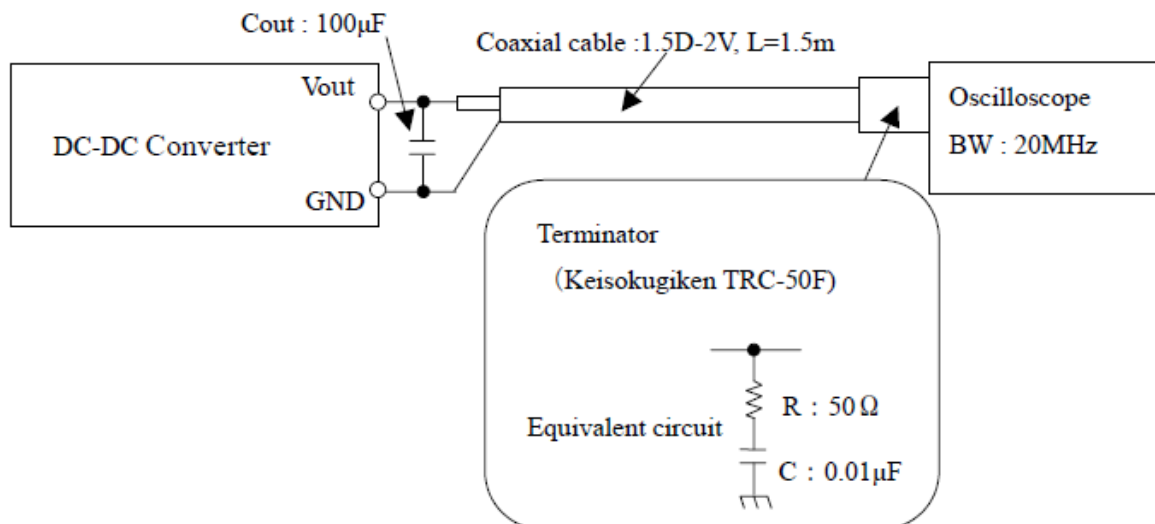 Cout : 100μF
Coaxial cable :1.5D-2V, L=1.5m
Vout
DC-DC Converter
GND
Oscilloscope
BW : 20MHz
Terminator
（Keisokugiken TRC-50F)
Equivalent circuit
R : 50Ω
C : 0.01μF